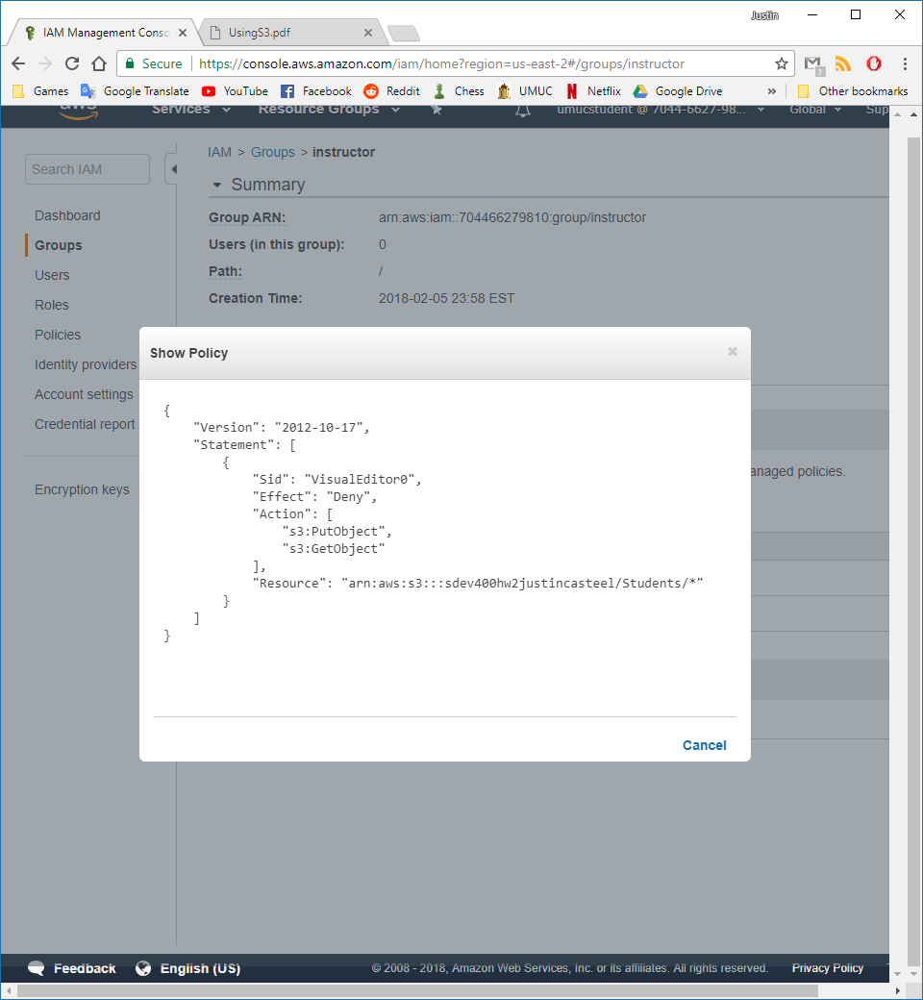 Justin
IAM Management Consc
UsingS3.pdf
Secure
https://console.aws.amazon.com/iam/home?region=us-east-2#/groups/instructor
Games Google Translate YouTube Facebook Reddit Chess UMUC Netflix Google Drive » Other bookmarks
aws Services Resource Groups umucstudent @ 7044-6627-98... Global Sup
Search IAM
Dashboard
Groups
Users
Roles
Policies
Identity providers
Account settings
Credential report
Encryption keys
IAM > Groups > instructor
Summary
Group ARN: arn:aws:iam::704466279810:group/instructor
Users (in this group): 0
Path: /
Creation Time: 2018-02-05 23:58 EST
Show Policy
{
    "Version": "2012-10-17",
    "Statement": [
        {
            "Sid": "VisualEditor0",
            "Effect": "Deny",
            "Action": [
                "s3:PutObject",
                "s3:GetObject"
            ],
            "Resource": "arn:aws:s3:::sdev400hw2justincasteel/Students/*"
        }
    ]
}
Cancel
anaged policies.
Feedback English (US) © 2008 - 2018, Amazon Web Services, Inc. or its affiliates. All rights reserved. Privacy Policy